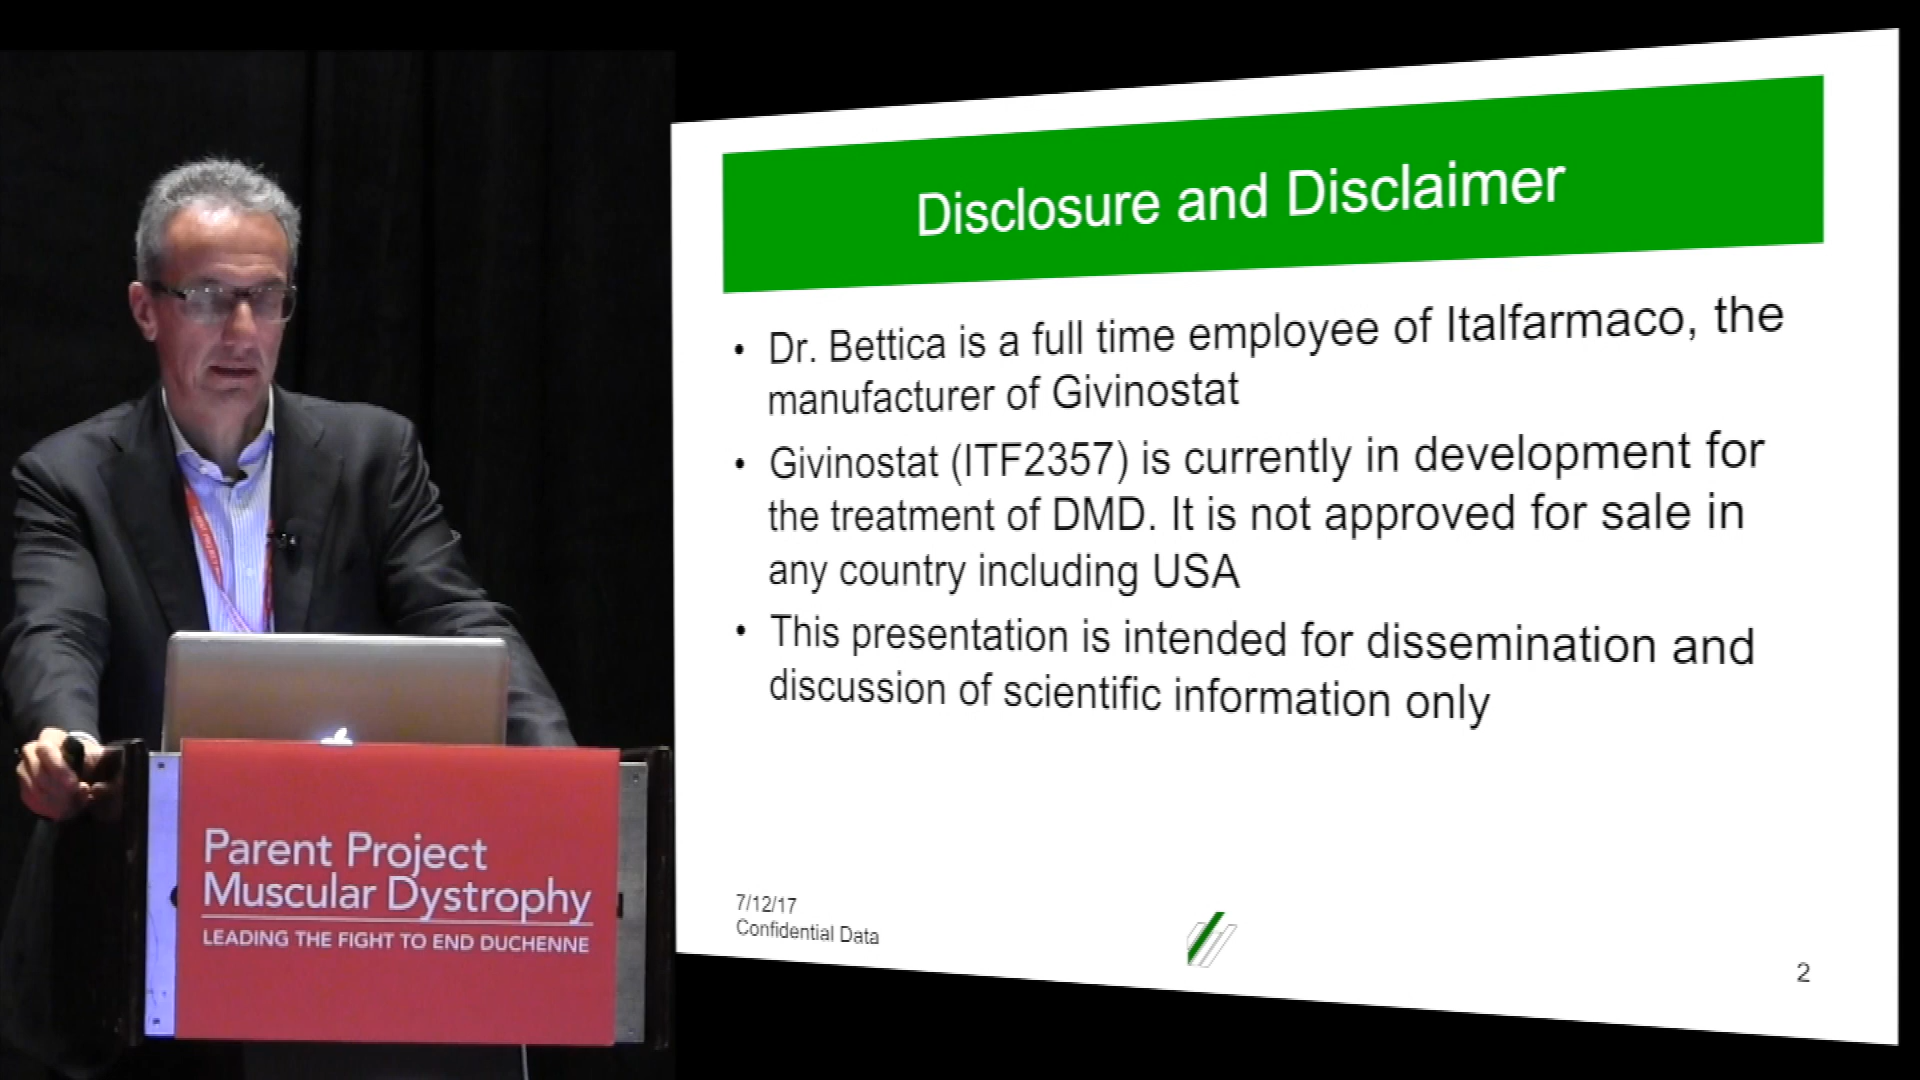 Disclosure and Disclaimer
• Dr. Bettica is a full time employee of Italfarmaco, the
manufacturer of Givinostat
• Givinostat (ITF2357) is currently in development for
the treatment of DMD. It is not approved for sale in
any country including USA
• This presentation is intended for dissemination and
discussion of scientific information only
7/12/17
Confidential Data
2
Parent Project
Muscular Dystrophy
LEADING THE FIGHT TO END DUCHENNE